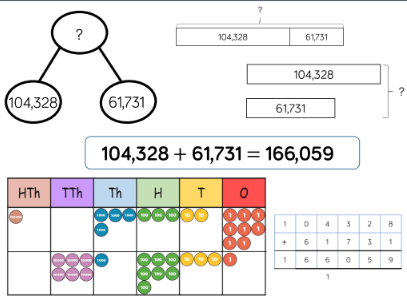 ?
104,328 61,731
?
104,328 61,731
104,328
61,731
?
104,328 + 61,731 = 166,059
HTh TTh Th H T O
1 0 4 3 2 8
+ 6 1 7 3 1
1 6 6 0 5 9
1